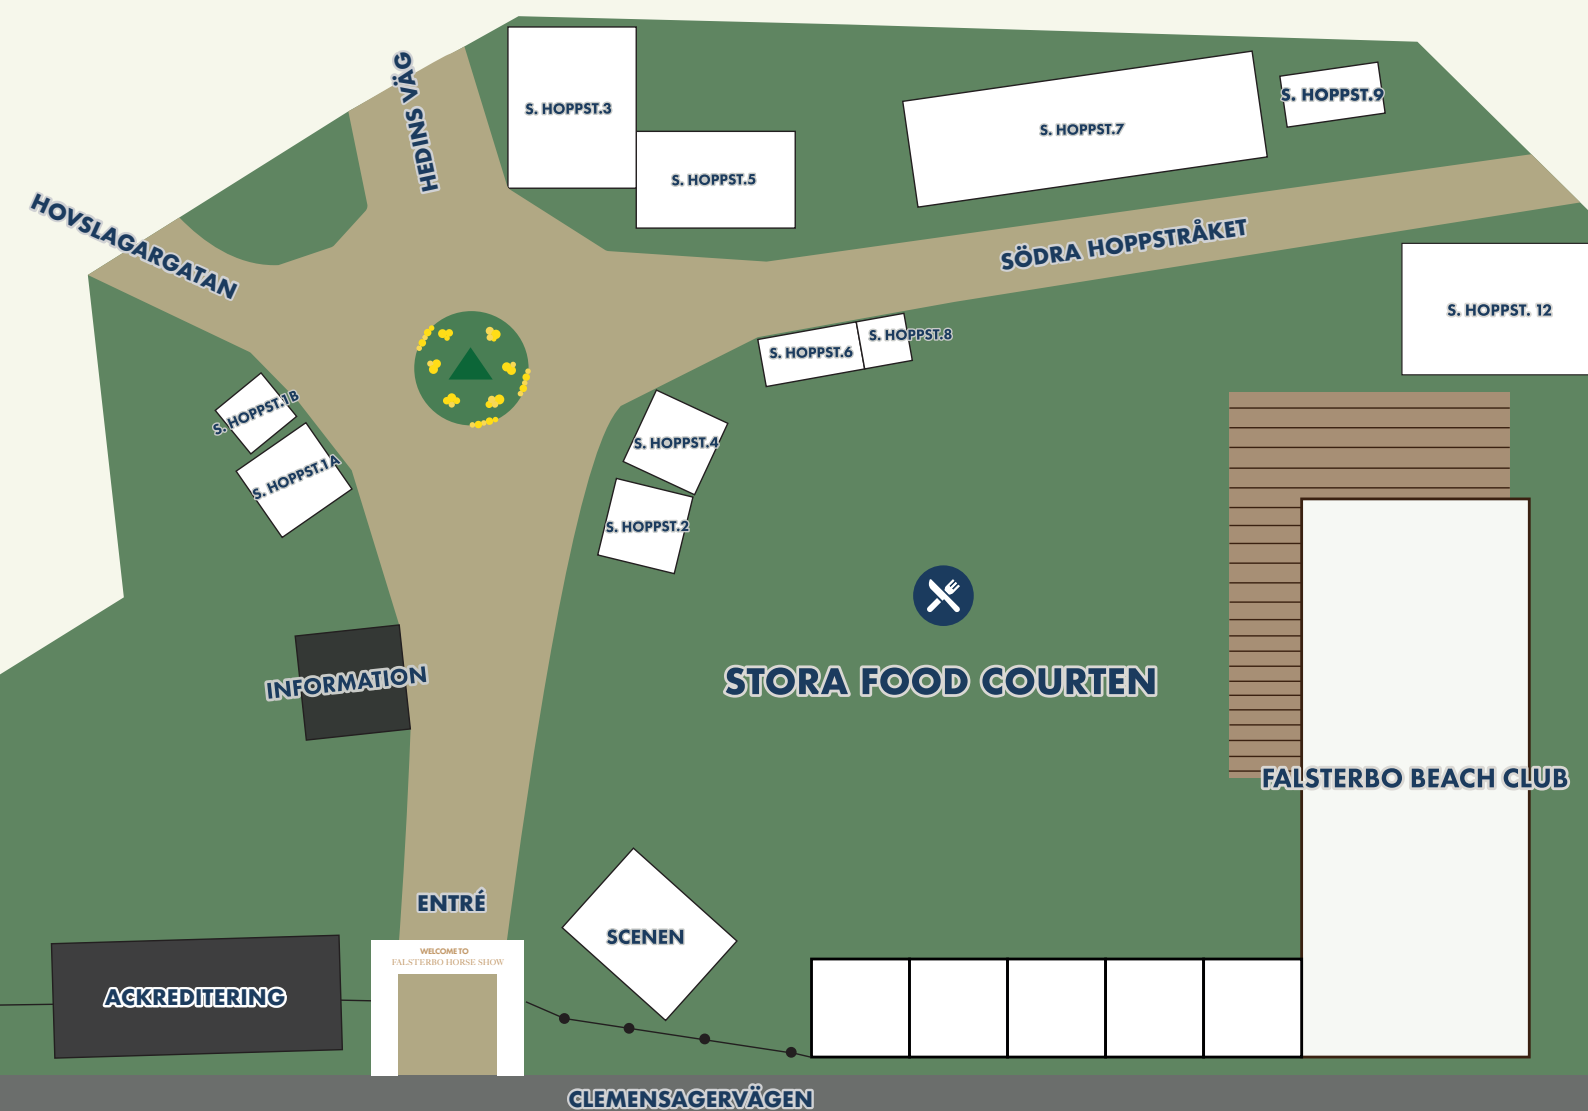 HEDINS VÄG
S. HOPPST.3
S. HOPPST.5
S. HOPPST.7
S. HOPPST.9
HOVSLAGARGATAN
SÖDRA HOPPSTRÅKET
S. HOPPST. 12
S. HOPPST.6
S. HOPPST.8
S. HOPPST.1B
S. HOPPST.1A
S. HOPPST.4
S. HOPPST.2
INFORMATION
STORA FOOD COURTEN
FALSTERBO BEACH CLUB
ENTRÉ
SCENEN
WELCOME TO
FALSTERBO HORSE SHOW
ACKREDITERING
CLEMENSAGERVÄGEN